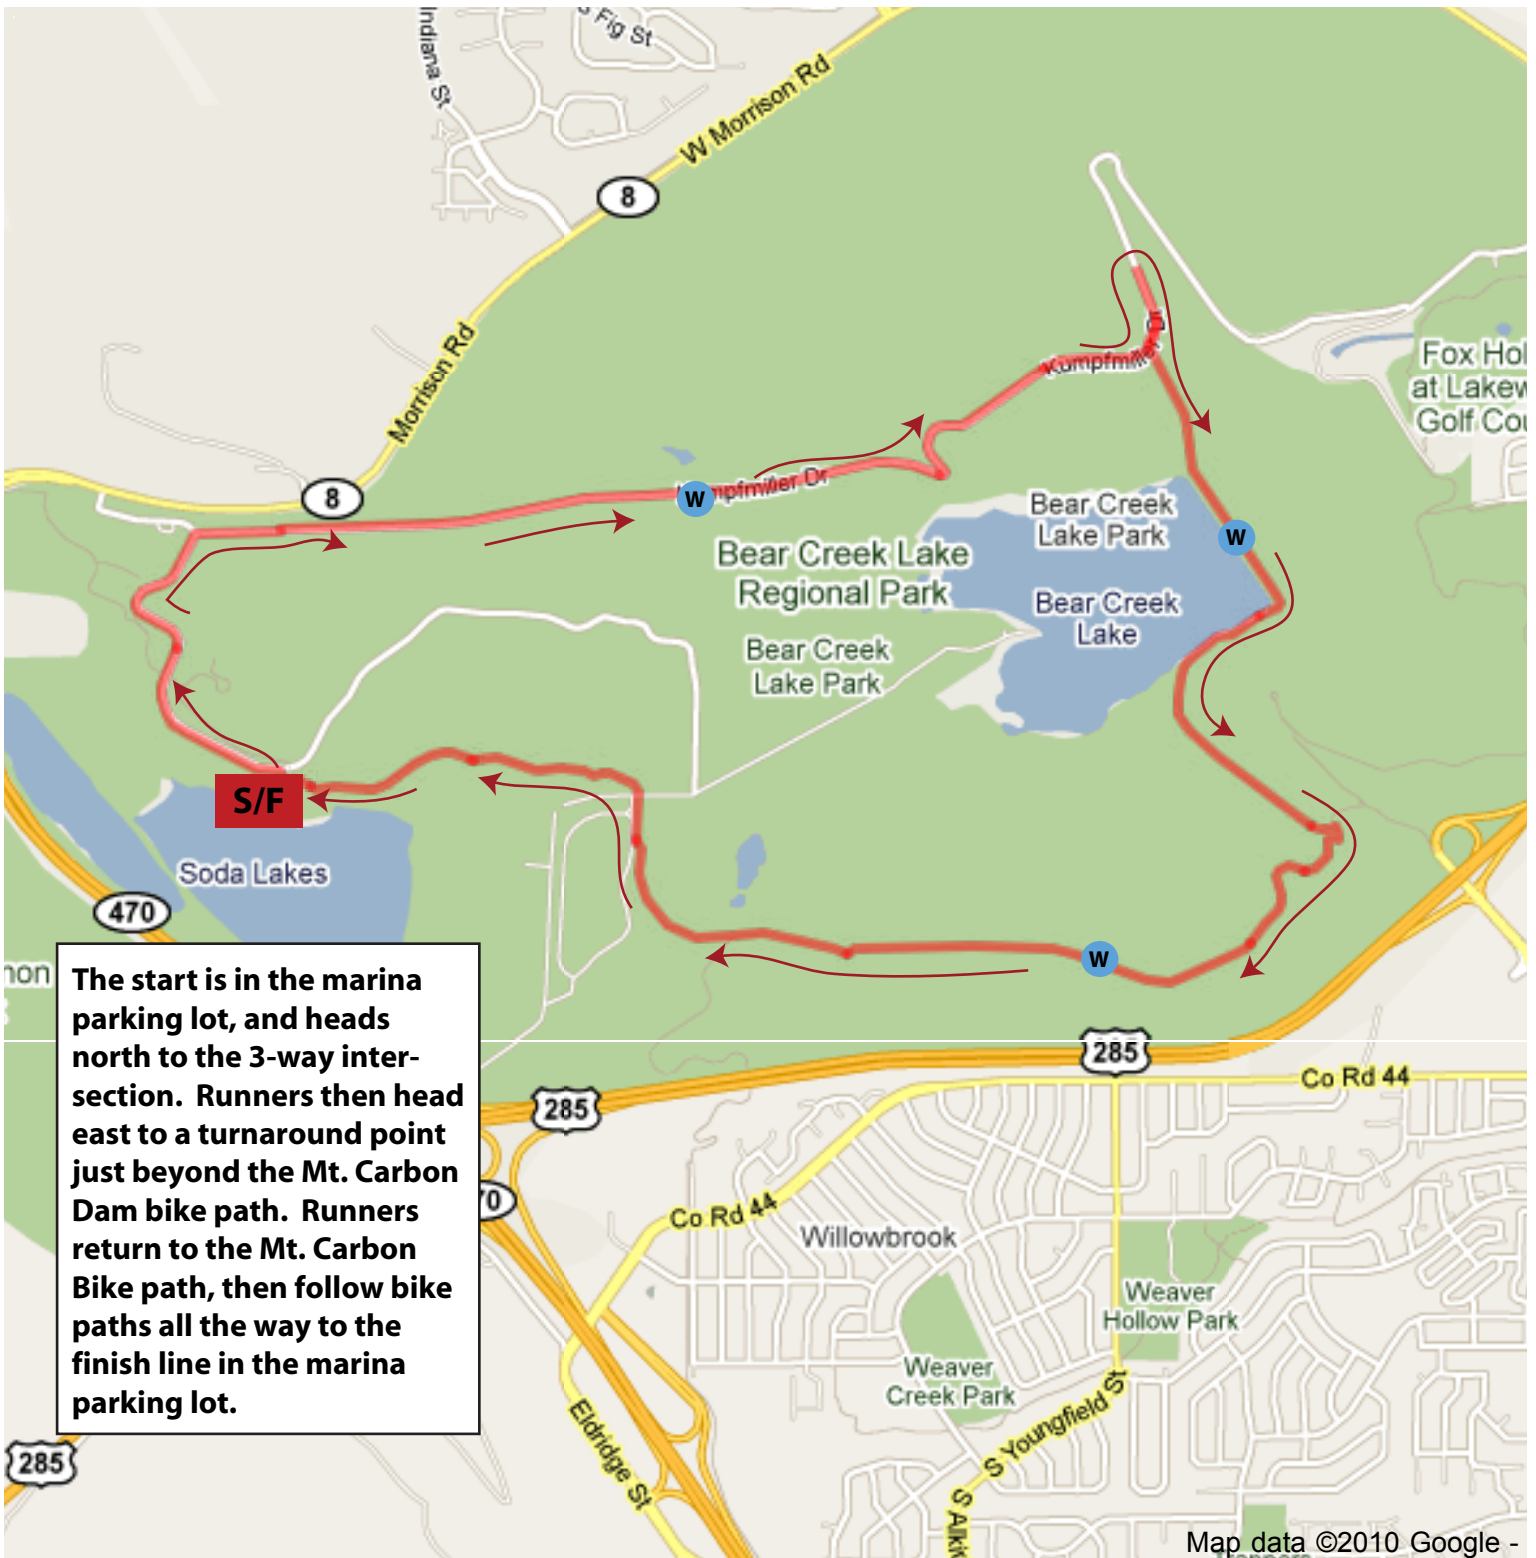 S Fig St
Indiana St
W Morrison Rd
8
Morrison Rd
8
Kumpfmiller Dr
Fox Hol
at Lakew
Golf Cou
W
Kumpfmiller Dr
Bear Creek
Lake Park
W
Bear Creek Lake
Regional Park
Bear Creek
Lake
Bear Creek
Lake Park
S/F
Soda Lakes
470
W
non
The start is in the marina
parking lot, and heads
north to the 3-way inter-
section. Runners then head
east to a turnaround point
just beyond the Mt. Carbon
Dam bike path. Runners
return to the Mt. Carbon
Bike path, then follow bike
paths all the way to the
finish line in the marina
parking lot.
285
Co Rd 44
285
70
Co Rd 44
Willowbrook
Weaver
Hollow Park
Weaver
Creek Park
S Youngfield St
Eldridge St
285
S Alki
Map data ©2010 Google -